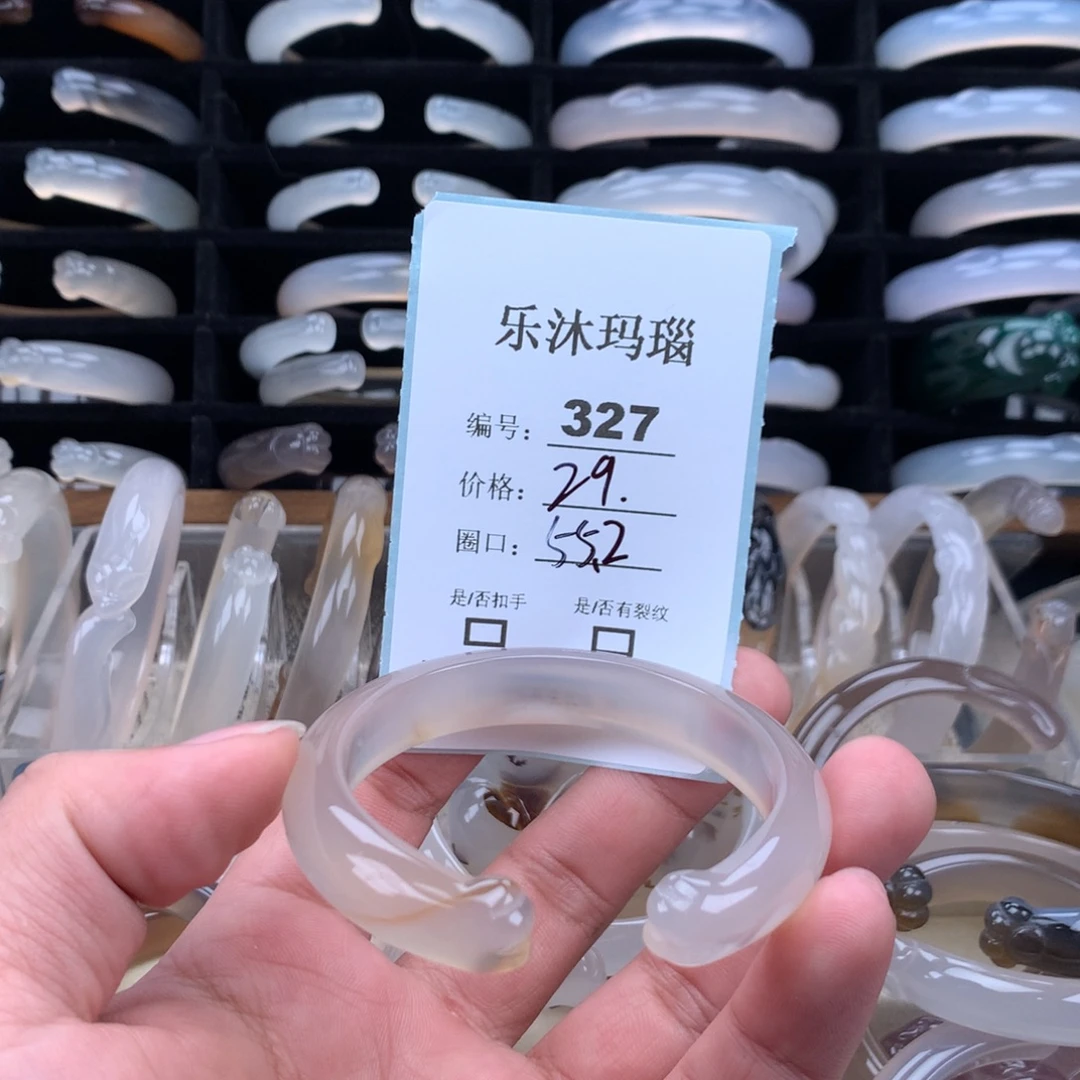 乐沐玛瑙
编号: 327
价格: 29.
圈口: 55.2
是/否扣手 是/否有裂纹